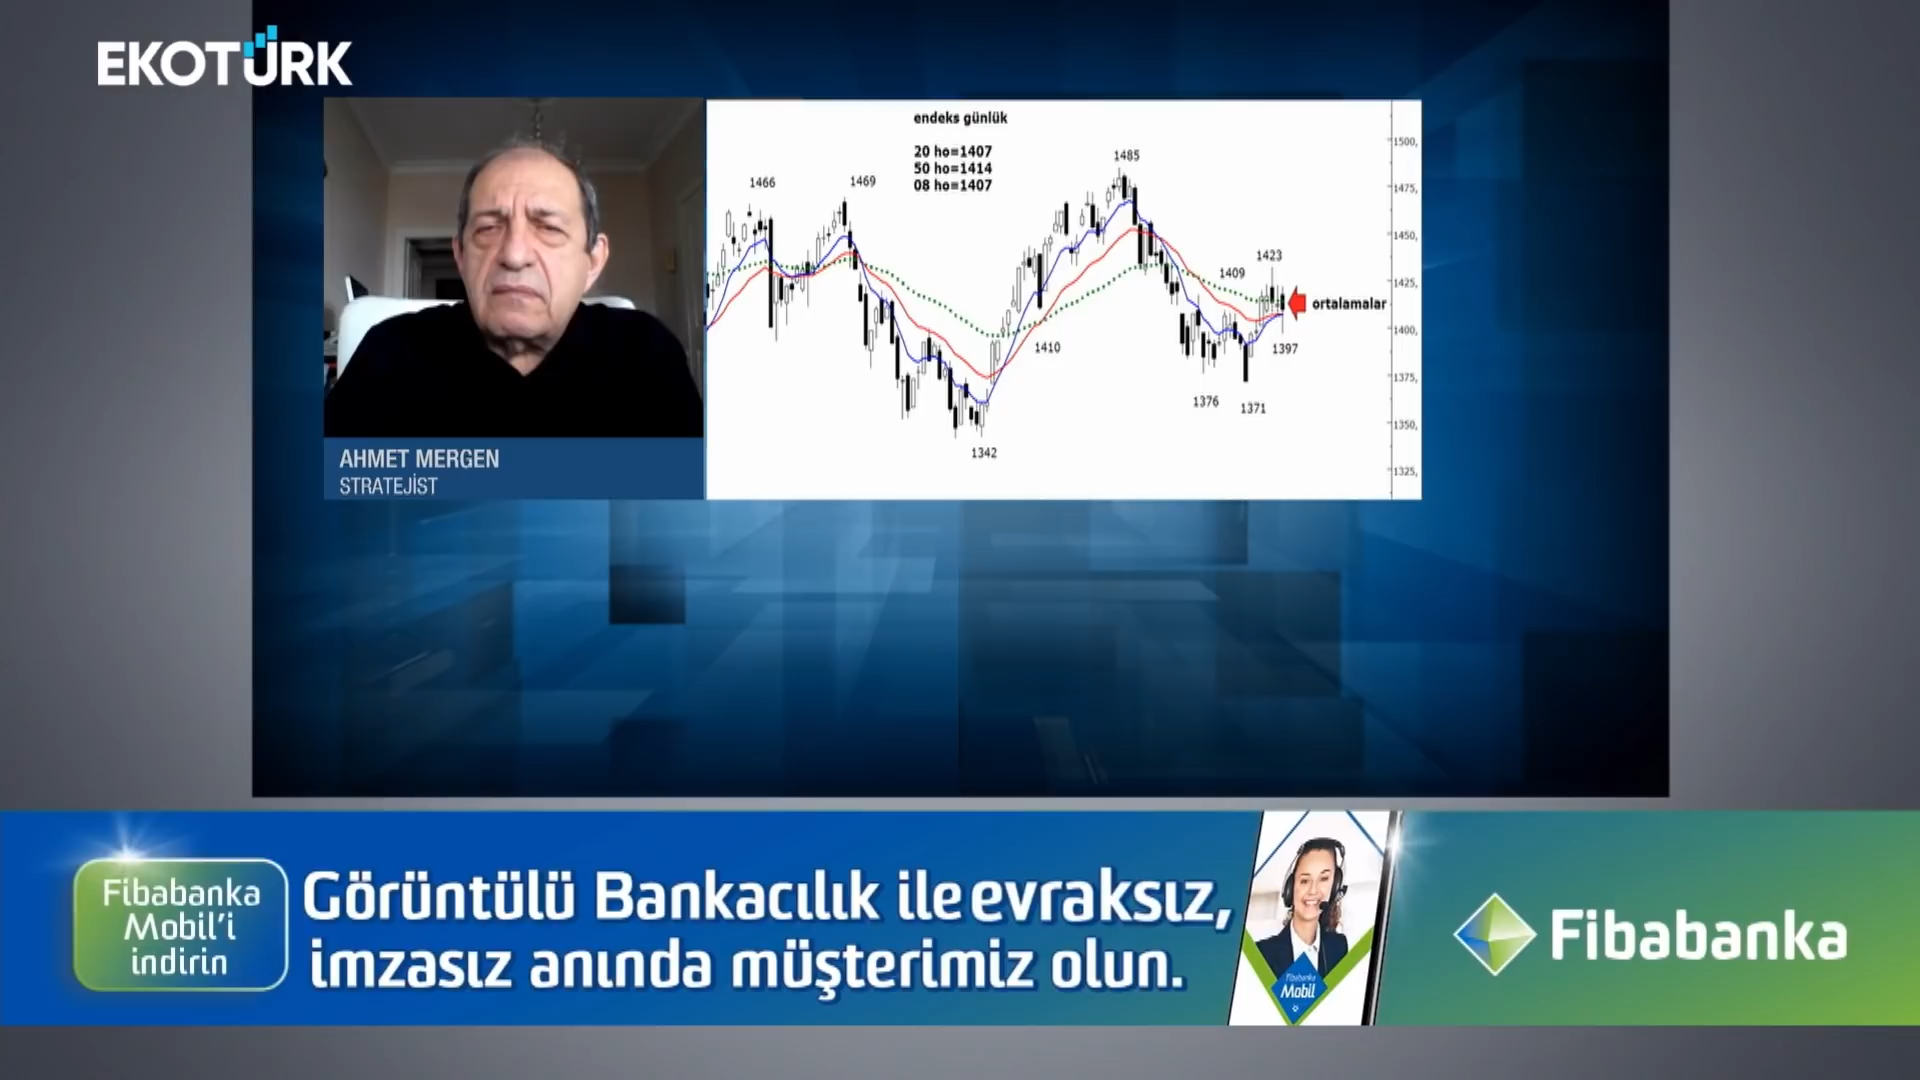 EKOTÜRK
endeks günlük
20 ho=1407
50 ho=1414
08 ho=1407
1466
1469
1485
1409
1423
ortalamalar
1410
1397
1376
1371
1342
1500,
1475,
1450,
1425,
1400,
1375,
1350,
1325,
AHMET MERGEN
STRATEJİST
Fibabanka
Mobil'i
indirin
Görüntülü Bankacılık ile evraksız,
imzasız anında müşterimiz olun.
Fibabanka
Mobil
Fibabanka